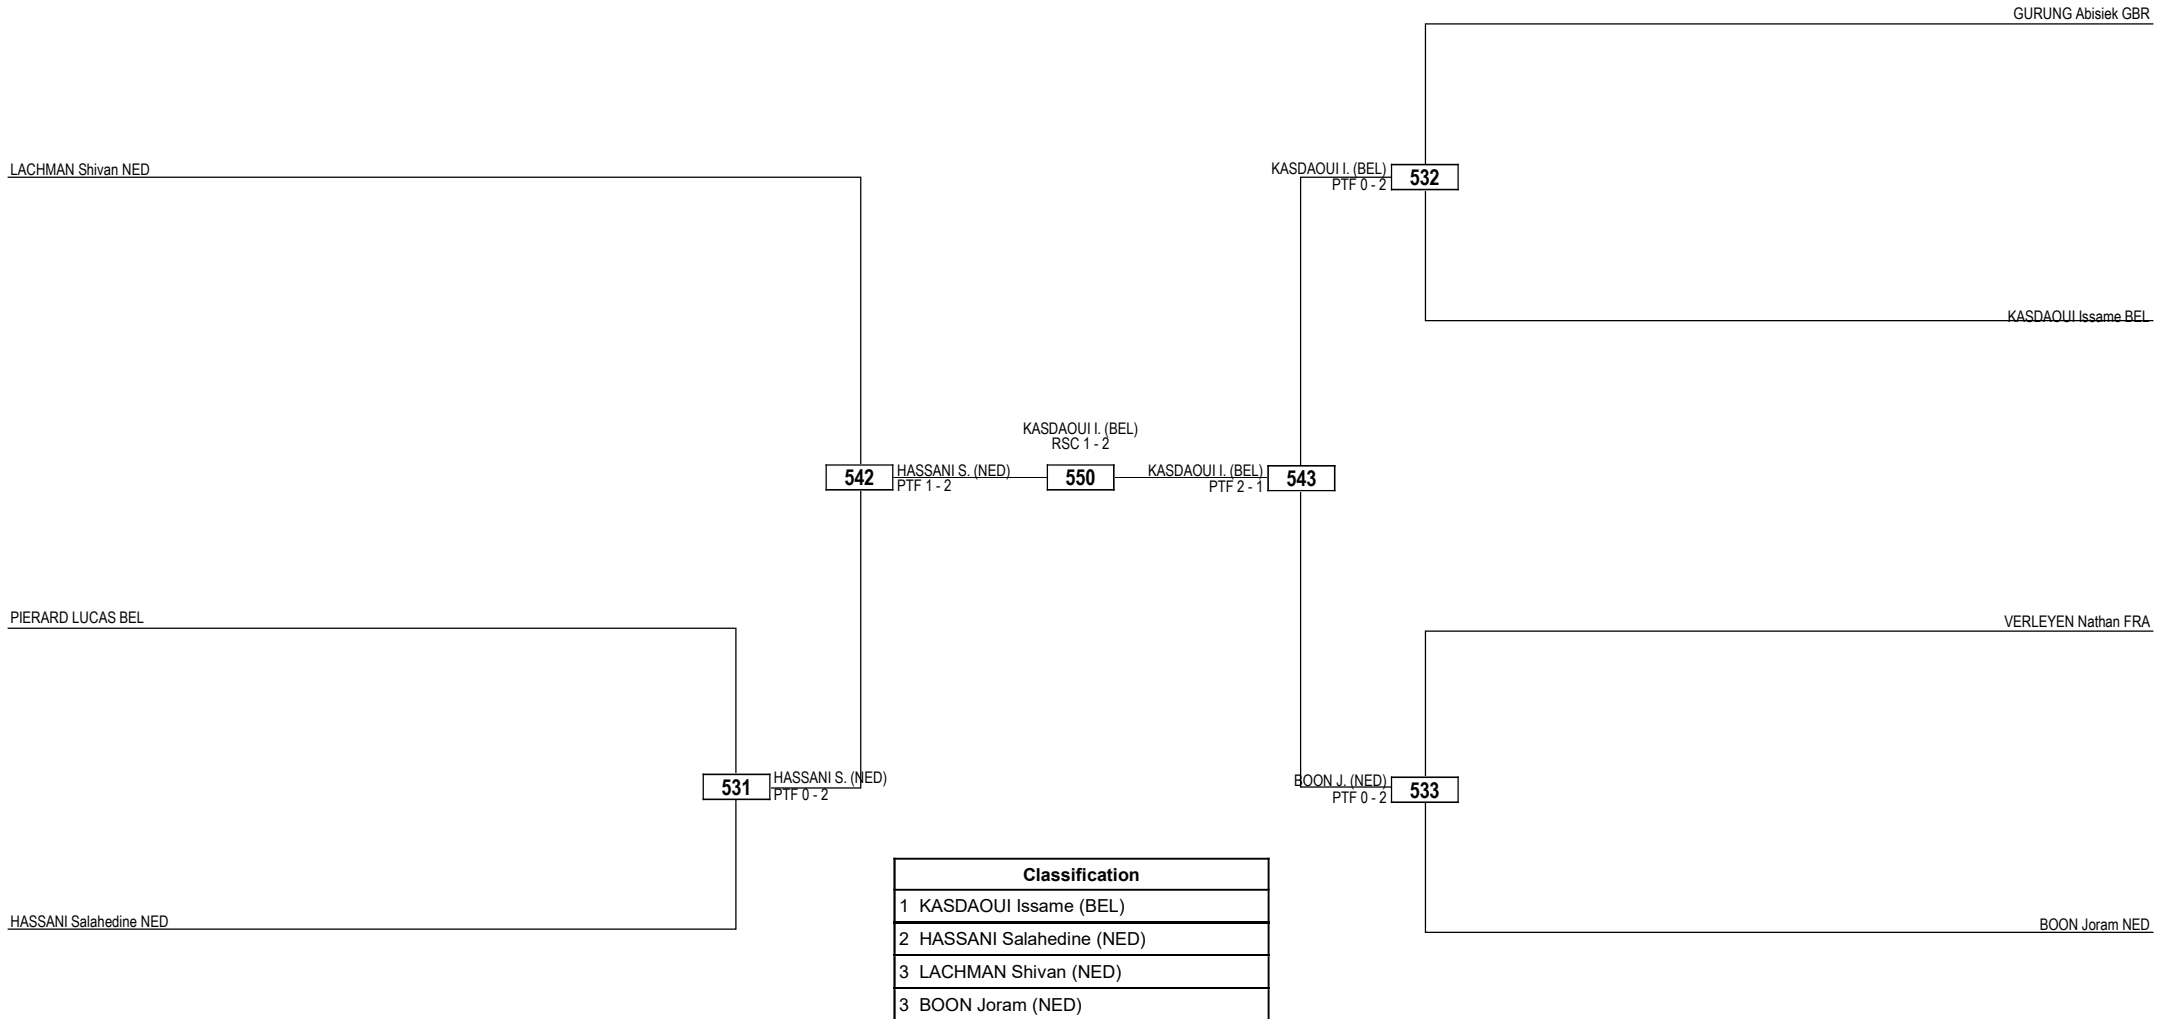 GURUNG Abisiek GBR
LACHMAN Shivan NED
KASDAOUI I. (BEL)
PTF 0 - 2
532
KASDAOUI Issame BEL
KASDAOUI I. (BEL)
RSC 1 - 2
542
HASSANI S. (NED)
PTF 1 - 2
550
KASDAOUI I. (BEL)
PTF 2 - 1
543
PIERARD LUCAS BEL
VERLEYEN Nathan FRA
531
HASSANI S. (NED)
PTF 0 - 2
BOON J. (NED)
PTF 0 - 2
533
HASSANI Salahedine NED
BOON Joram NED
Classification
1 KASDAOUI Issame (BEL)
2 HASSANI Salahedine (NED)
3 LACHMAN Shivan (NED)
3 BOON Joram (NED)